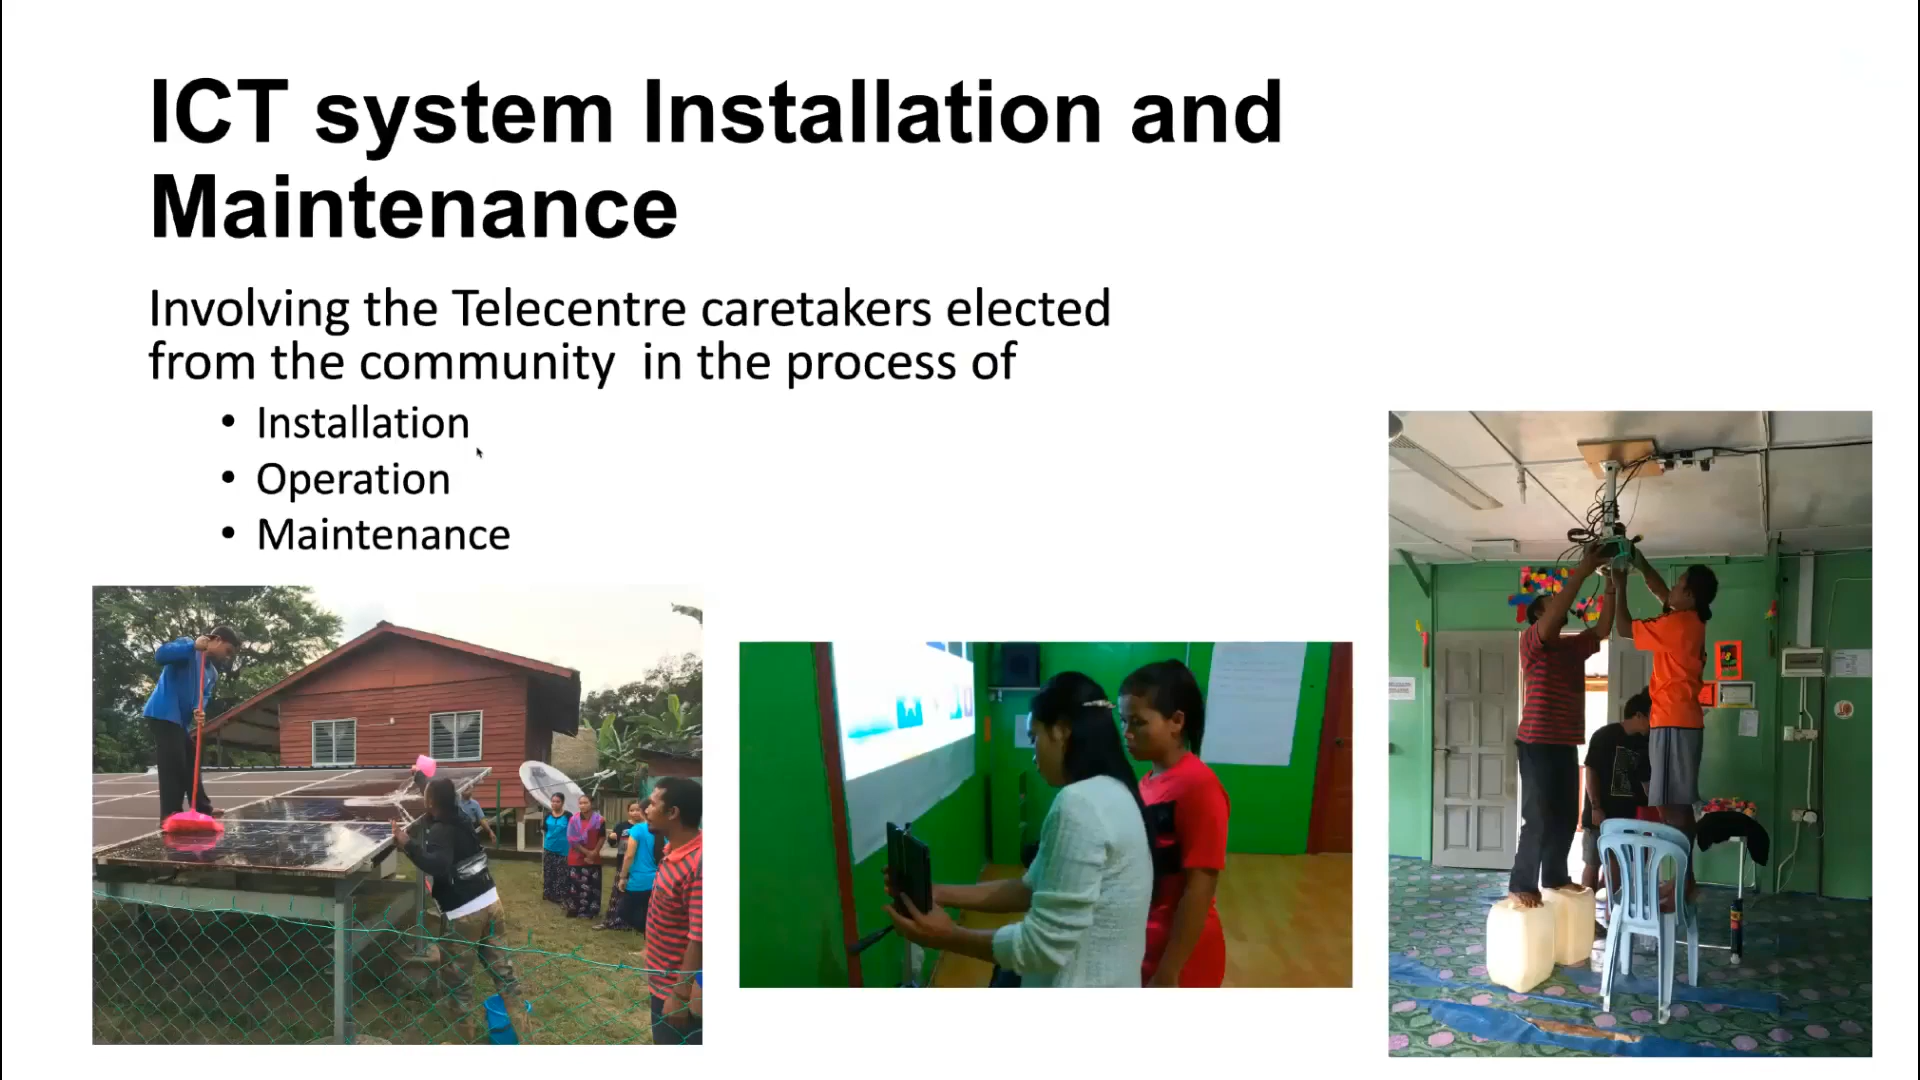 ICT system Installation and
Maintenance
Involving the Telecentre caretakers elected
from the community  in the process of
• Installation
• Operation
• Maintenance